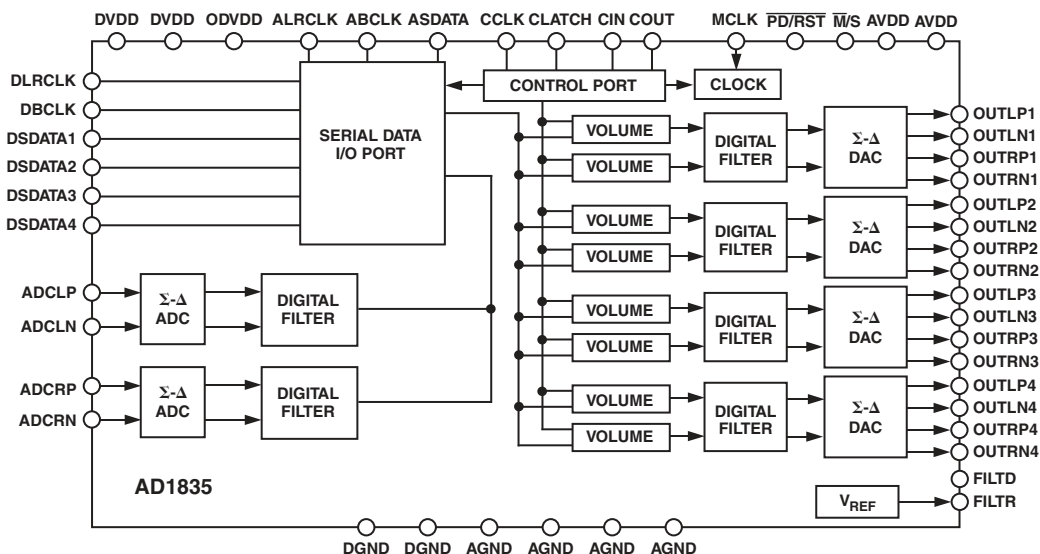 DVDD DVDD ODVDD ALRCLK ABCLK ASDATA CCLK CLATCH CIN COUT MCLK PD/RST M/S AVDD AVDD
DLRCLK
DBCLK
DSDATA1
DSDATA2
DSDATA3
DSDATA4
ADCLP
ADCLN
ADCRP
ADCRN
SERIAL DATA
I/O PORT
CONTROL PORT
CLOCK
Σ-Δ
ADC
DIGITAL
FILTER
Σ-Δ
ADC
DIGITAL
FILTER
VOLUME
VOLUME
DIGITAL
FILTER
Σ-Δ
DAC
VOLUME
VOLUME
DIGITAL
FILTER
Σ-Δ
DAC
VOLUME
VOLUME
DIGITAL
FILTER
Σ-Δ
DAC
VOLUME
VOLUME
DIGITAL
FILTER
Σ-Δ
DAC
OUTLP1
OUTLN1
OUTRP1
OUTRN1
OUTLP2
OUTLN2
OUTRP2
OUTRN2
OUTLP3
OUTLN3
OUTRP3
OUTRN3
OUTLP4
OUTLN4
OUTRP4
OUTRN4
FILTD
FILTR
VREF
AD1835
DGND DGND AGND AGND AGND AGND